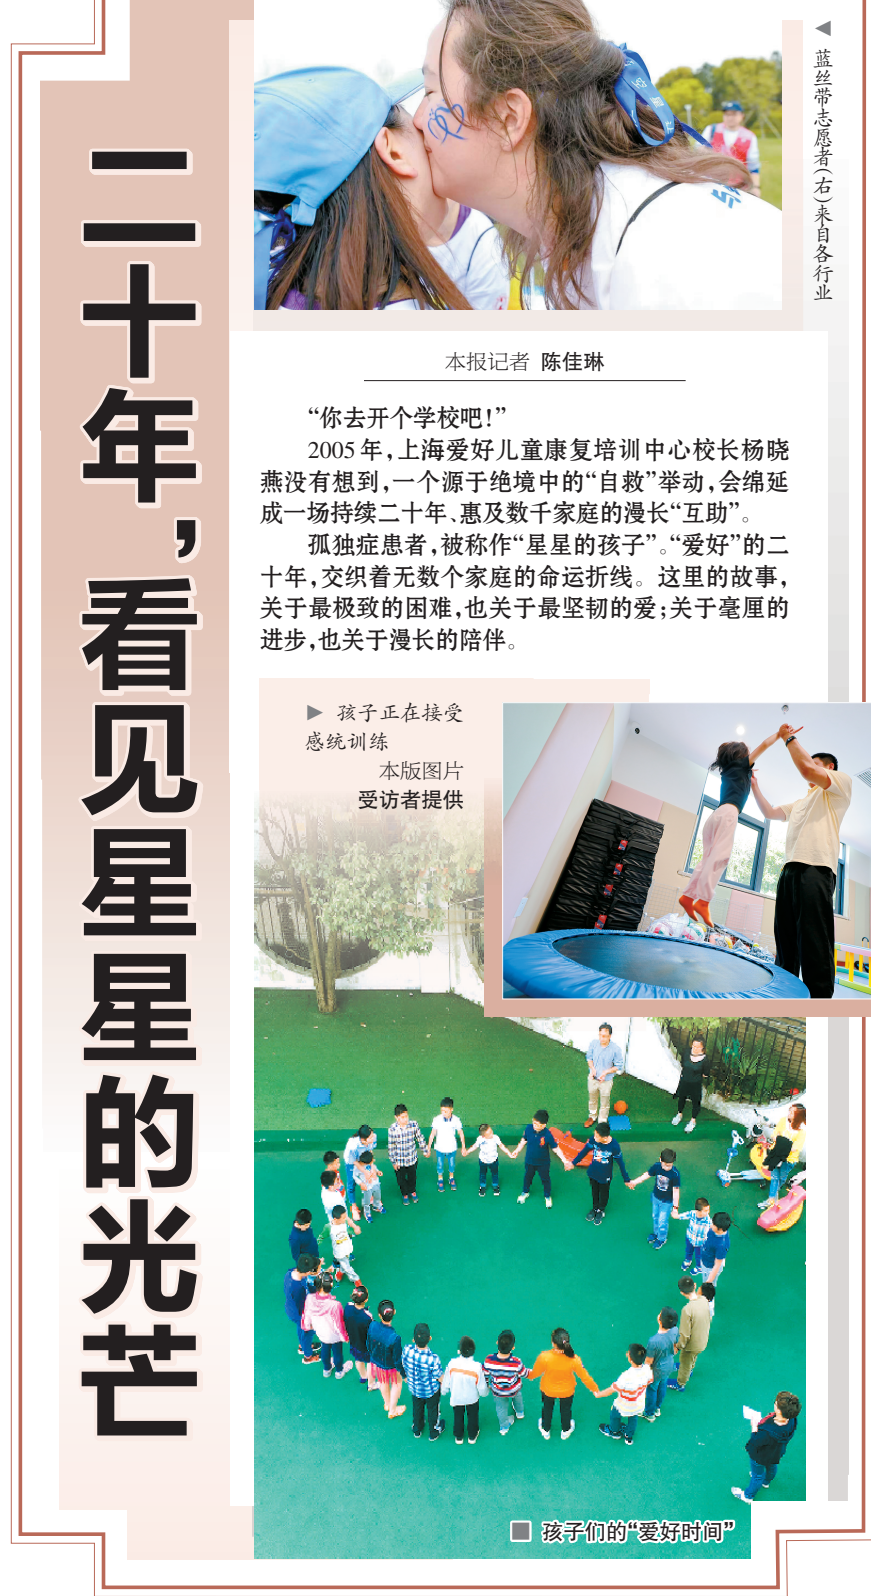 二十年，看见星星的光芒
◀ 蓝丝带志愿者（右）来自各行业
本报记者 陈佳琳
“你去开个学校吧！”
2005年，上海爱好儿童康复培训中心校长杨晓
燕没有想到，一个源于绝境中的“自救”举动，会绵延
成一场持续二十年、惠及数千家庭的漫长“互助”。
孤独症患者，被称作“星星的孩子”。“爱好”的二
十年，交织着无数个家庭的命运折线。这里的故事，
关于最极致的困难，也关于最坚韧的爱；关于毫厘的
进步，也关于漫长的陪伴。
▶ 孩子正在接受
感统训练
本版图片
受访者提供
■ 孩子们的“爱好时间”